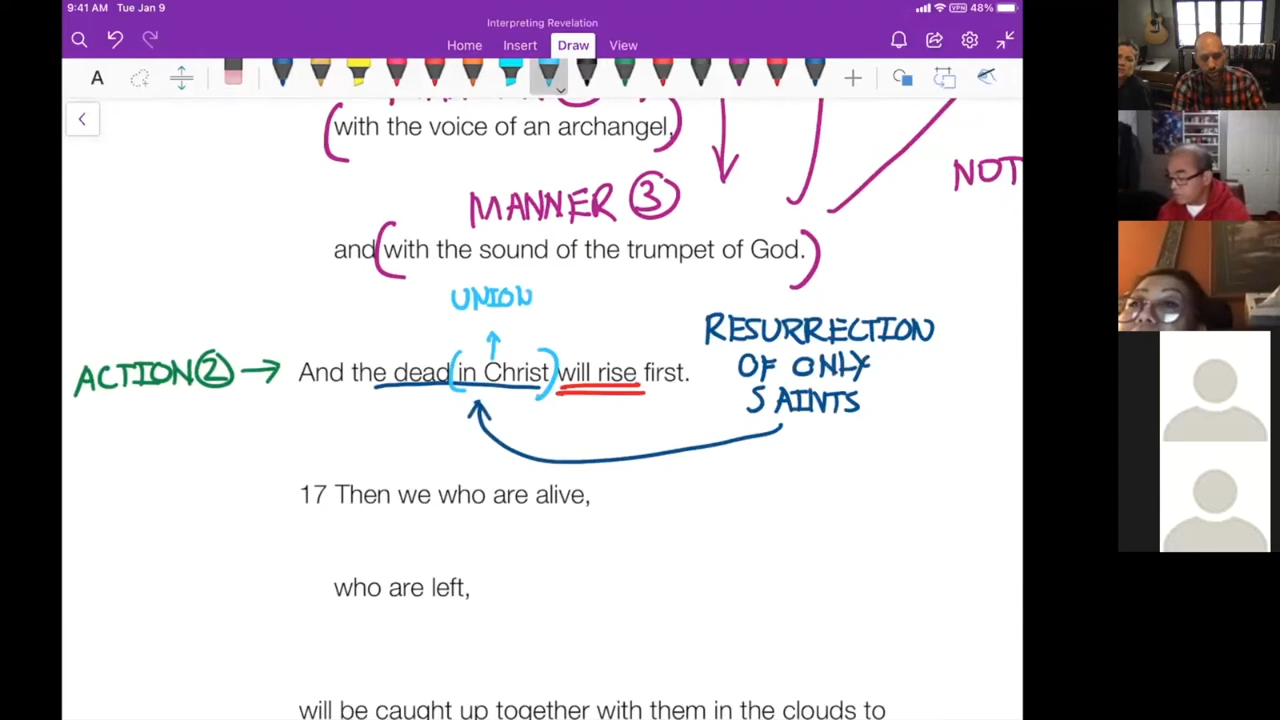 9:41 AM Tue Jan 9
VPN 48%
Interpreting Revelation
Home Insert Draw View
A
with the voice of an archangel,
NOT
MANNER 3
and with the sound of the trumpet of God.
UNION
RESURRECTION
OF ONLY
SAINTS
ACTION 2 → And the dead in Christ will rise first.
17 Then we who are alive,
who are left,
will be caught up together with them in the clouds to